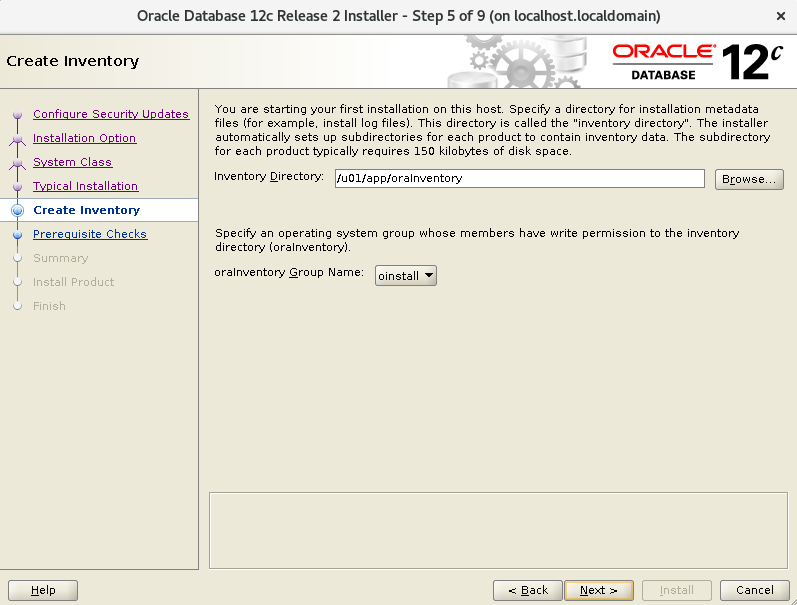 Oracle Database 12c Release 2 Installer - Step 5 of 9 (on localhost.localdomain)
Create Inventory
ORACLE
DATABASE
12c
Configure Security Updates
Installation Option
System Class
Typical Installation
Create Inventory
Prerequisite Checks
Summary
Install Product
Finish
You are starting your first installation on this host. Specify a directory for installation metadata
files (for example, install log files). This directory is called the "inventory directory". The installer
automatically sets up subdirectories for each product to contain inventory data. The subdirectory
for each product typically requires 150 kilobytes of disk space.
Inventory Directory: /u01/app/oraInventory Browse...
Specify an operating system group whose members have write permission to the inventory
directory (oraInventory).
oraInventory Group Name: oinstall
Help < Back Next > Install Cancel